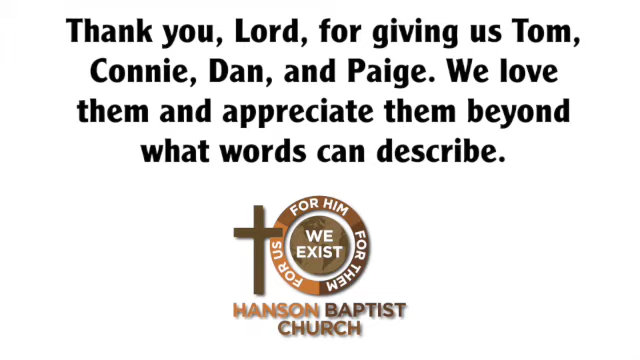 Thank you, Lord, for giving us Tom,
Connie, Dan, and Paige. We love
them and appreciate them beyond
what words can describe.
FOR HIM
FOR US
WE
EXIST
FOR THEM
HANSON BAPTIST
CHURCH